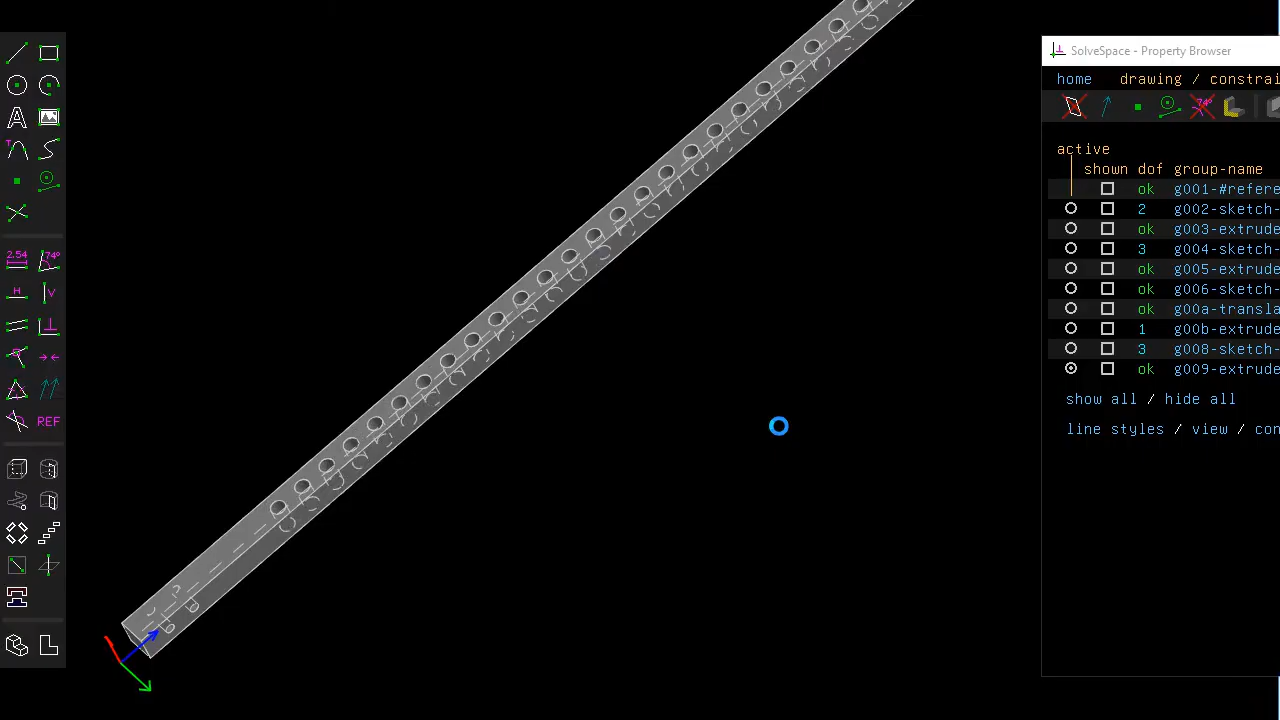 SolveSpace - Property Browser
home drawing / constrai
active
shown dof group-name
ok g001-#refere
2 g002-sketch-
ok g003-extrude
3 g004-sketch-
ok g005-extrude
ok g006-sketch-
ok g00a-transla
1 g00b-extrude
3 g008-sketch-
ok g009-extrude
show all / hide all
line styles / view / con
A
T
2.54 74°
H V
REF
74°